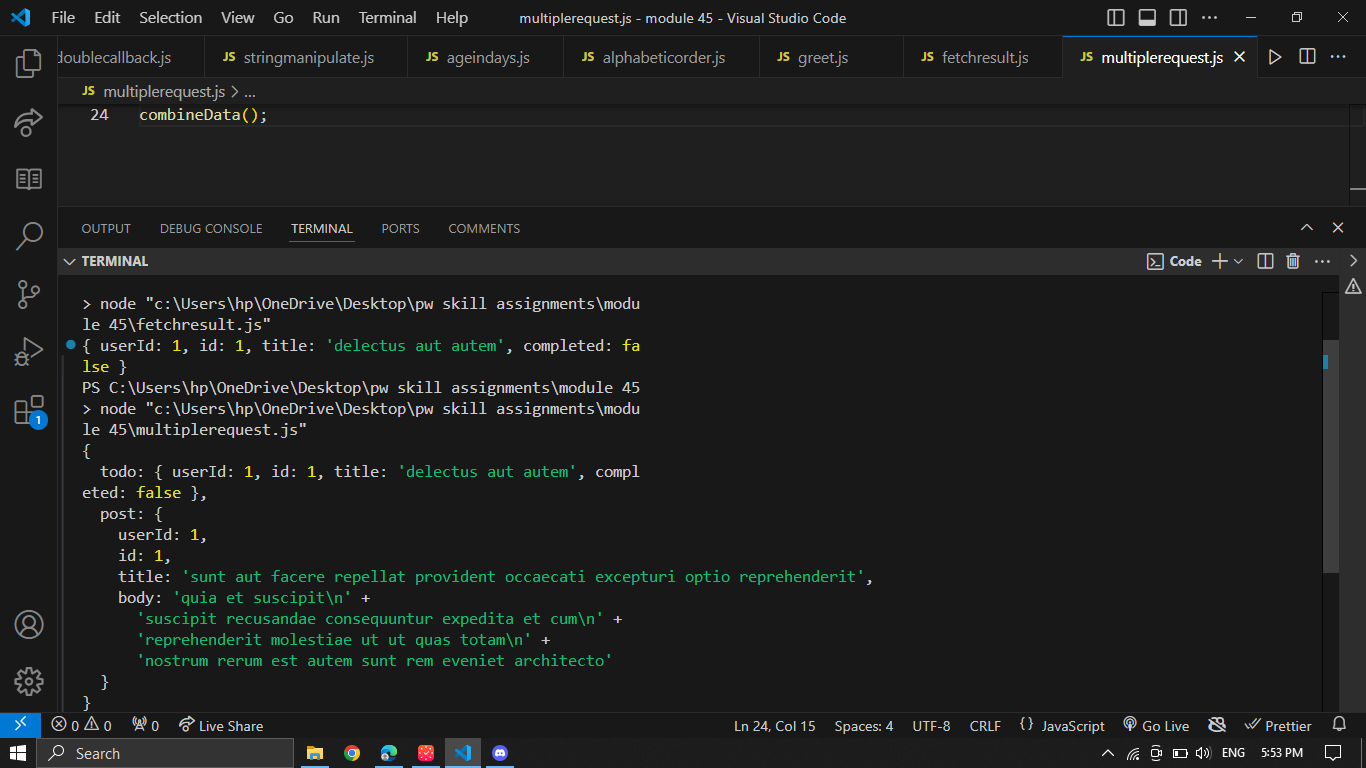 File Edit Selection View Go Run Terminal Help multiplerequest.js - module 45 - Visual Studio Code
doublecallback.js JS stringmanipulate.js JS ageindays.js JS alphabeticorder.js JS greet.js JS fetchresult.js JS multiplerequest.js
JS multiplerequest.js > ...
24 combineData();
OUTPUT DEBUG CONSOLE TERMINAL PORTS COMMENTS
TERMINAL Code
> node "c:\Users\hp\OneDrive\Desktop\pw skill assignments\modu
le 45\fetchresult.js"
{ userId: 1, id: 1, title: 'delectus aut autem', completed: fa
lse }
PS C:\Users\hp\OneDrive\Desktop\pw skill assignments\module 45
> node "c:\Users\hp\OneDrive\Desktop\pw skill assignments\modu
le 45\multiplerequest.js"
{
todo: { userId: 1, id: 1, title: 'delectus aut autem', compl
eted: false },
post: {
userId: 1,
id: 1,
title: 'sunt aut facere repellat provident occaecati excepturi optio reprehenderit',
body: 'quia et suscipit\n' +
'suscipit recusandae consequuntur expedita et cum\n' +
'reprehenderit molestiae ut ut quas totam\n' +
'nostrum rerum est autem sunt rem eveniet architecto'
}
}
1
0 0 0 Live Share Ln 24, Col 15 Spaces: 4 UTF-8 CRLF {} JavaScript Go Live Prettier
Search ENG 5:53 PM